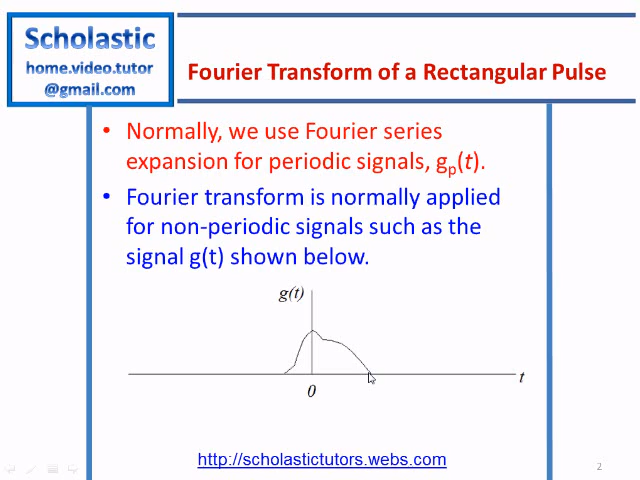 Scholastic
home.video.tutor
@gmail.com
Fourier Transform of a Rectangular Pulse
• Normally, we use Fourier series
expansion for periodic signals, gp(t).
• Fourier transform is normally applied
for non-periodic signals such as the
signal g(t) shown below.
g(t)
t
0
http://scholastictutors.webs.com
2